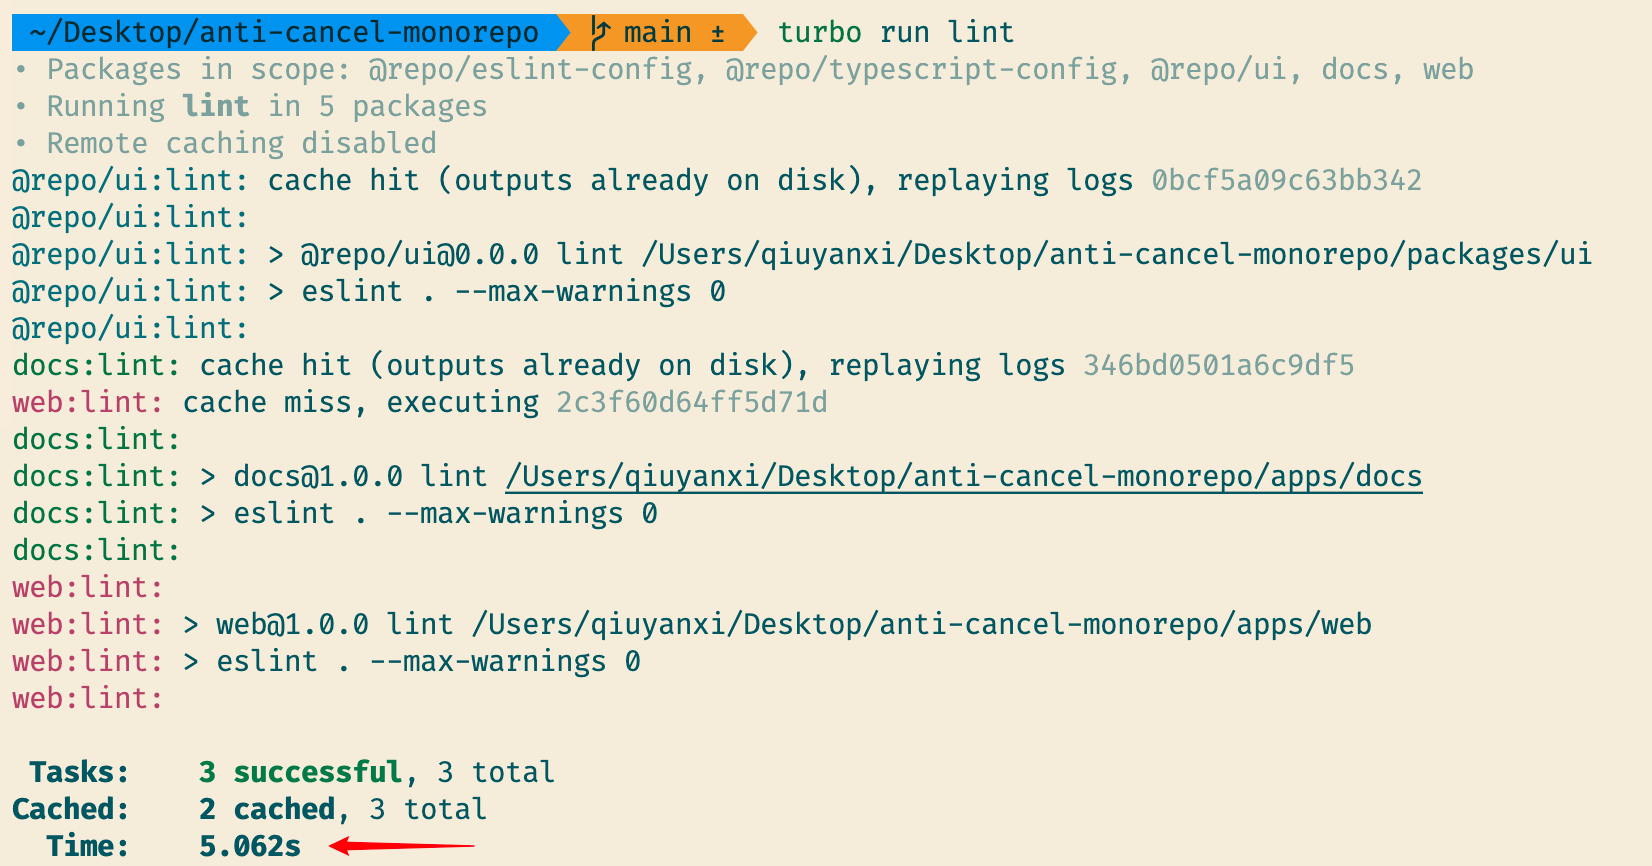 ~/Desktop/anti-cancel-monorepo main ± turbo run lint
• Packages in scope: @repo/eslint-config, @repo/typescript-config, @repo/ui, docs, web
• Running lint in 5 packages
• Remote caching disabled
@repo/ui:lint: cache hit (outputs already on disk), replaying logs 0bcf5a09c63bb342
@repo/ui:lint:
@repo/ui:lint: > @repo/ui@0.0.0 lint /Users/qiuyanxi/Desktop/anti-cancel-monorepo/packages/ui
@repo/ui:lint: > eslint . --max-warnings 0
@repo/ui:lint:
docs:lint: cache hit (outputs already on disk), replaying logs 346bd0501a6c9df5
web:lint: cache miss, executing 2c3f60d64ff5d71d
docs:lint:
docs:lint: > docs@1.0.0 lint /Users/qiuyanxi/Desktop/anti-cancel-monorepo/apps/docs
docs:lint: > eslint . --max-warnings 0
docs:lint:
web:lint:
web:lint: > web@1.0.0 lint /Users/qiuyanxi/Desktop/anti-cancel-monorepo/apps/web
web:lint: > eslint . --max-warnings 0
web:lint:
Tasks: 3 successful, 3 total
Cached: 2 cached, 3 total
Time: 5.062s